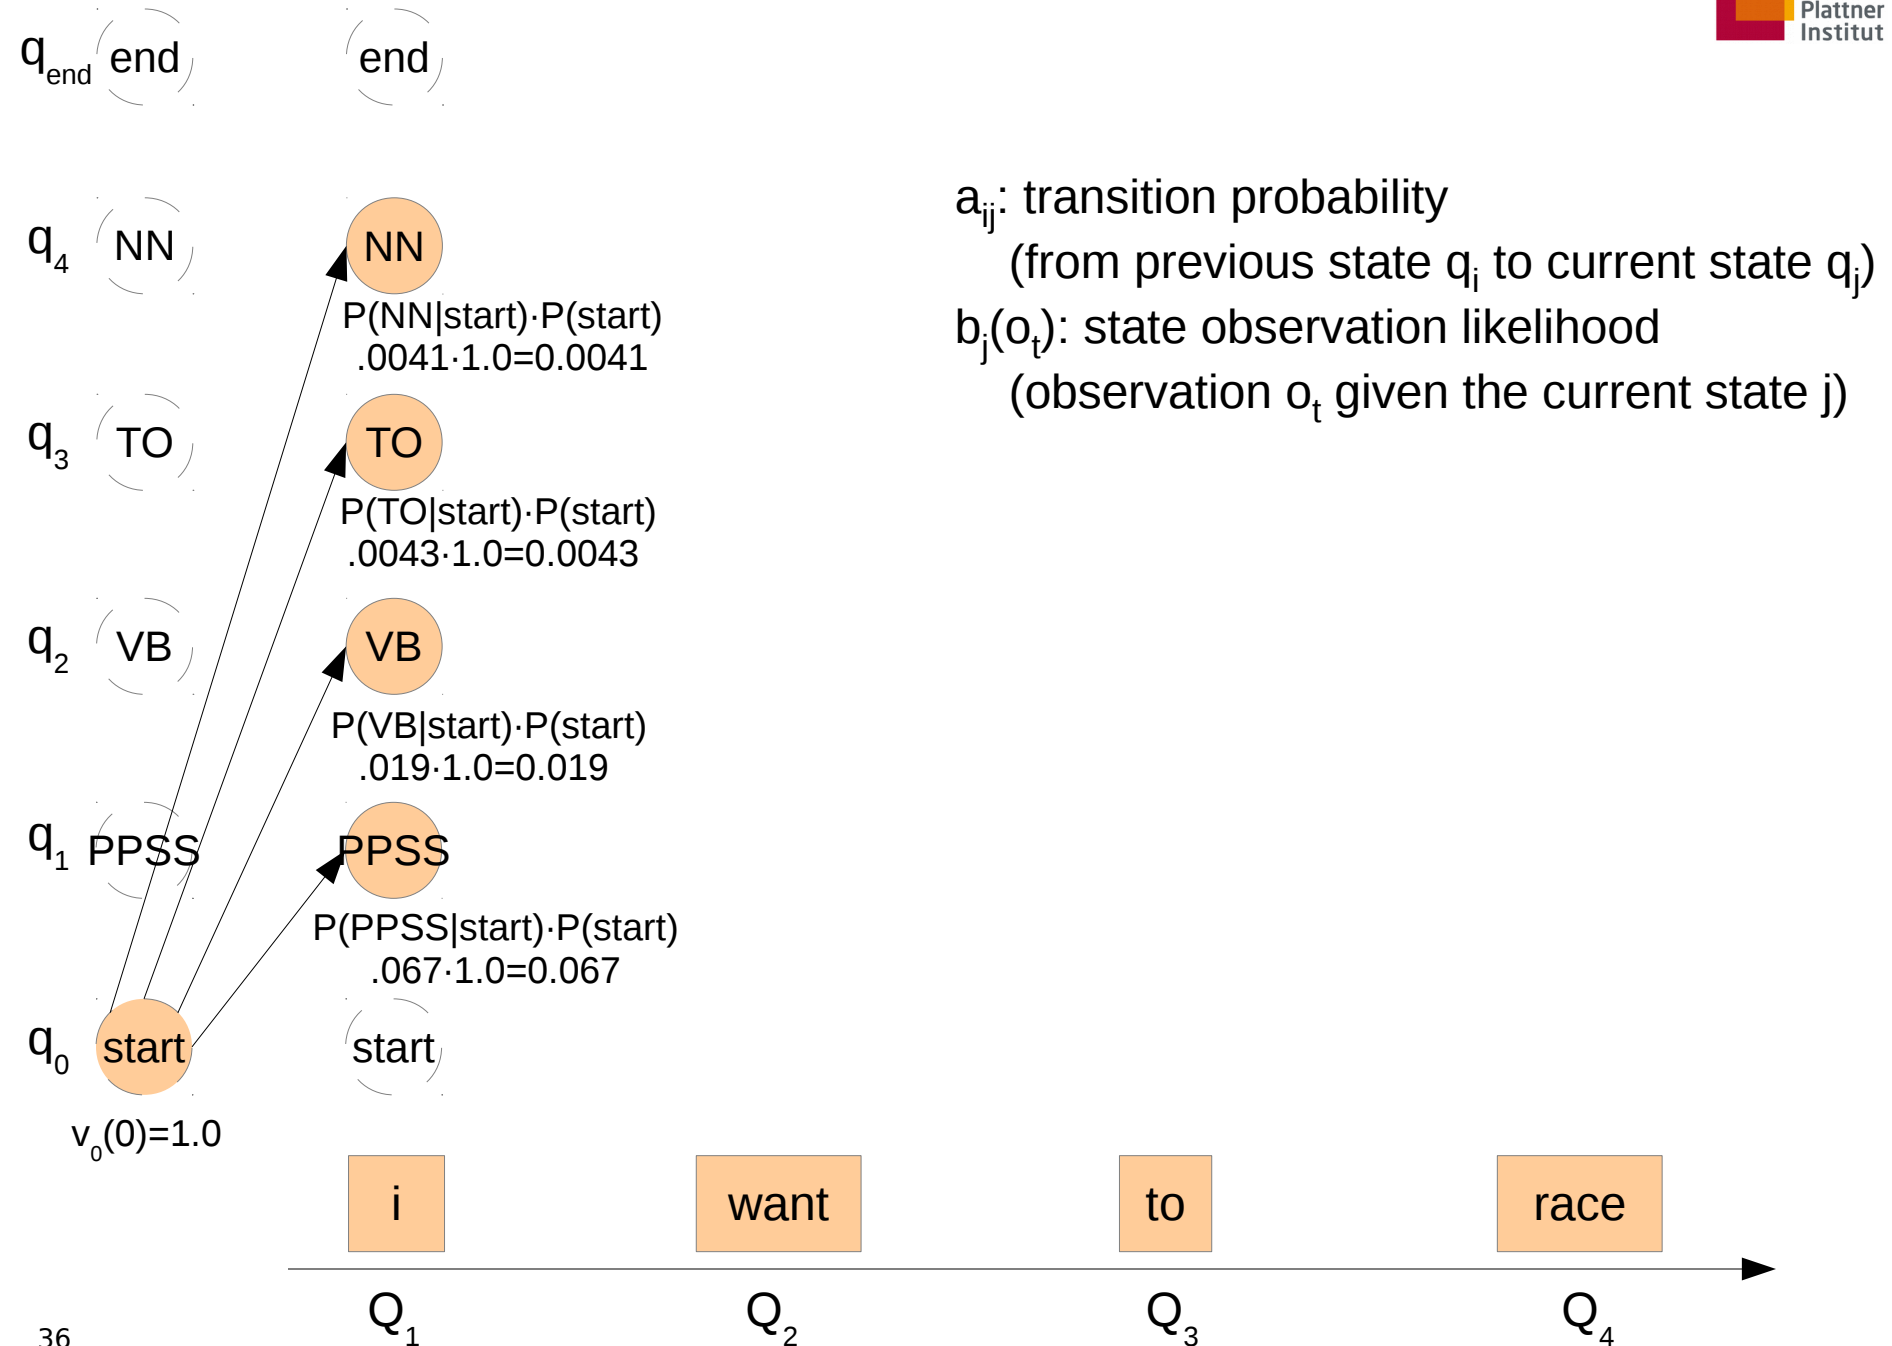 Plattner
Institut
q_end end end
q_4 NN NN
P(NN|start)·P(start)
.0041·1.0=0.0041
q_3 TO TO
P(TO|start)·P(start)
.0043·1.0=0.0043
q_2 VB VB
P(VB|start)·P(start)
.019·1.0=0.019
q_1 PPSS PPSS
P(PPSS|start)·P(start)
.067·1.0=0.067
q_0 start start
v_0(0)=1.0
a_ij: transition probability
(from previous state q_i to current state q_j)
b_j(o_t): state observation likelihood
(observation o_t given the current state j)
i want to race
Q_1 Q_2 Q_3 Q_4
36